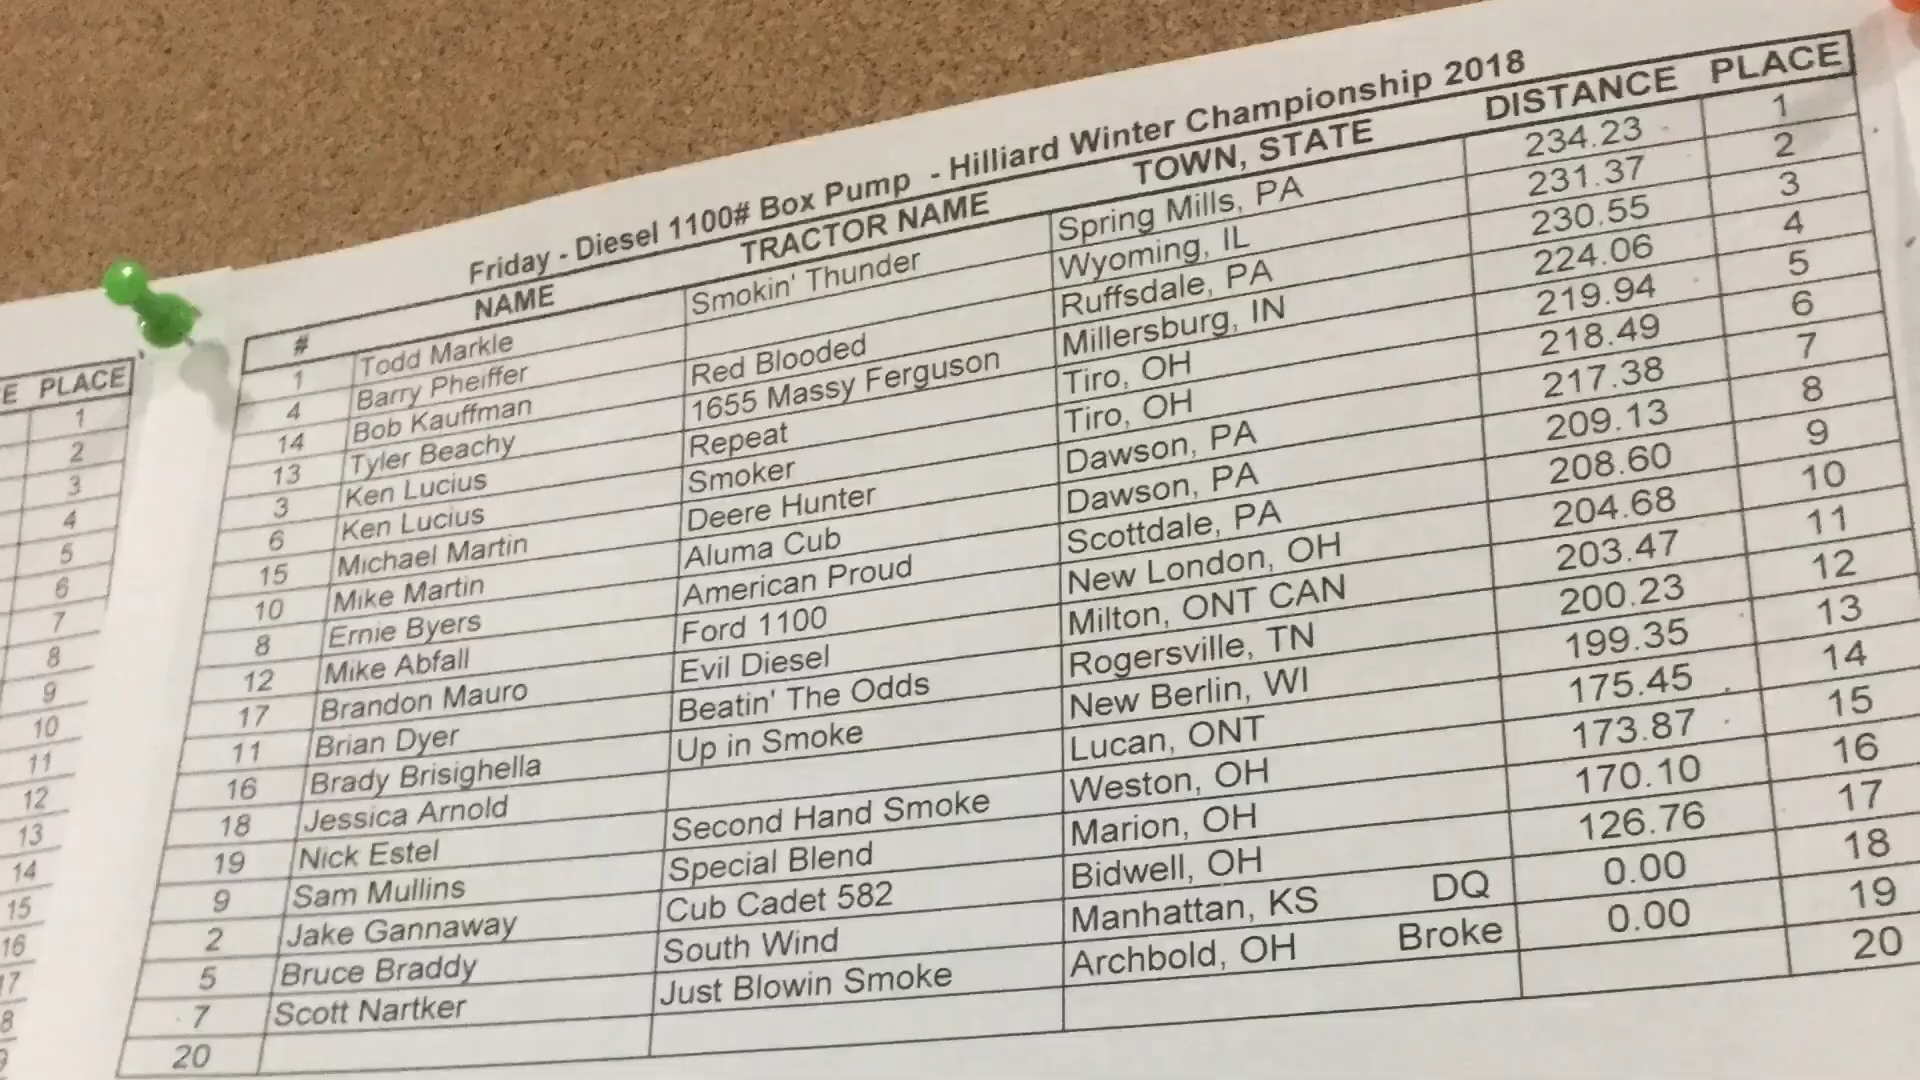 PLACE
1
2
3
4
5
6
7
8
9
10
11
12
13
14
15
16
Friday - Diesel 1100# Box Pump - Hilliard Winter Championship 2018
# NAME TRACTOR NAME TOWN, STATE DISTANCE PLACE
1 Todd Markle Smokin' Thunder Spring Mills, PA 234.23 1
4 Barry Pheiffer Wyoming, IL 231.37 2
14 Bob Kauffman Red Blooded Ruffsdale, PA 230.55 3
13 Tyler Beachy 1655 Massy Ferguson Millersburg, IN 224.06 4
3 Ken Lucius Repeat Tiro, OH 219.94 5
6 Ken Lucius Smoker Tiro, OH 218.49 6
15 Michael Martin Deere Hunter Dawson, PA 217.38 7
10 Mike Martin Aluma Cub Dawson, PA 209.13 8
8 Ernie Byers American Proud Scottdale, PA 208.60 9
12 Mike Abfall Ford 1100 New London, OH 204.68 10
17 Brandon Mauro Evil Diesel Milton, ONT CAN 203.47 11
11 Brian Dyer Beatin' The Odds Rogersville, TN 200.23 12
16 Brady Brisighella Up in Smoke New Berlin, WI 199.35 13
18 Jessica Arnold Lucan, ONT 175.45 14
19 Nick Estel Second Hand Smoke Weston, OH 173.87 15
9 Sam Mullins Special Blend Marion, OH 170.10 16
2 Jake Gannaway Cub Cadet 582 Bidwell, OH 126.76 17
5 Bruce Braddy South Wind Manhattan, KS DQ 0.00 18
7 Scott Nartker Just Blowin Smoke Archbold, OH Broke 0.00 19
20 20